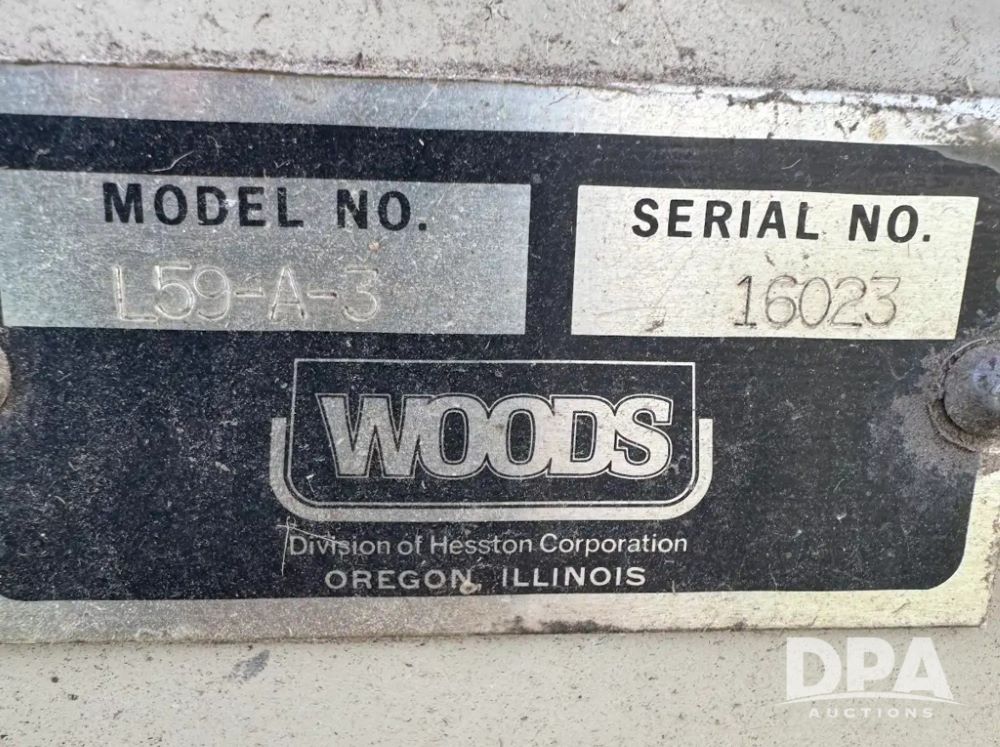 MODEL NO.
L59-A-3
SERIAL NO.
16023
WOODS
Division of Hesston Corporation
OREGON, ILLINOIS
DPA
AUCTIONS